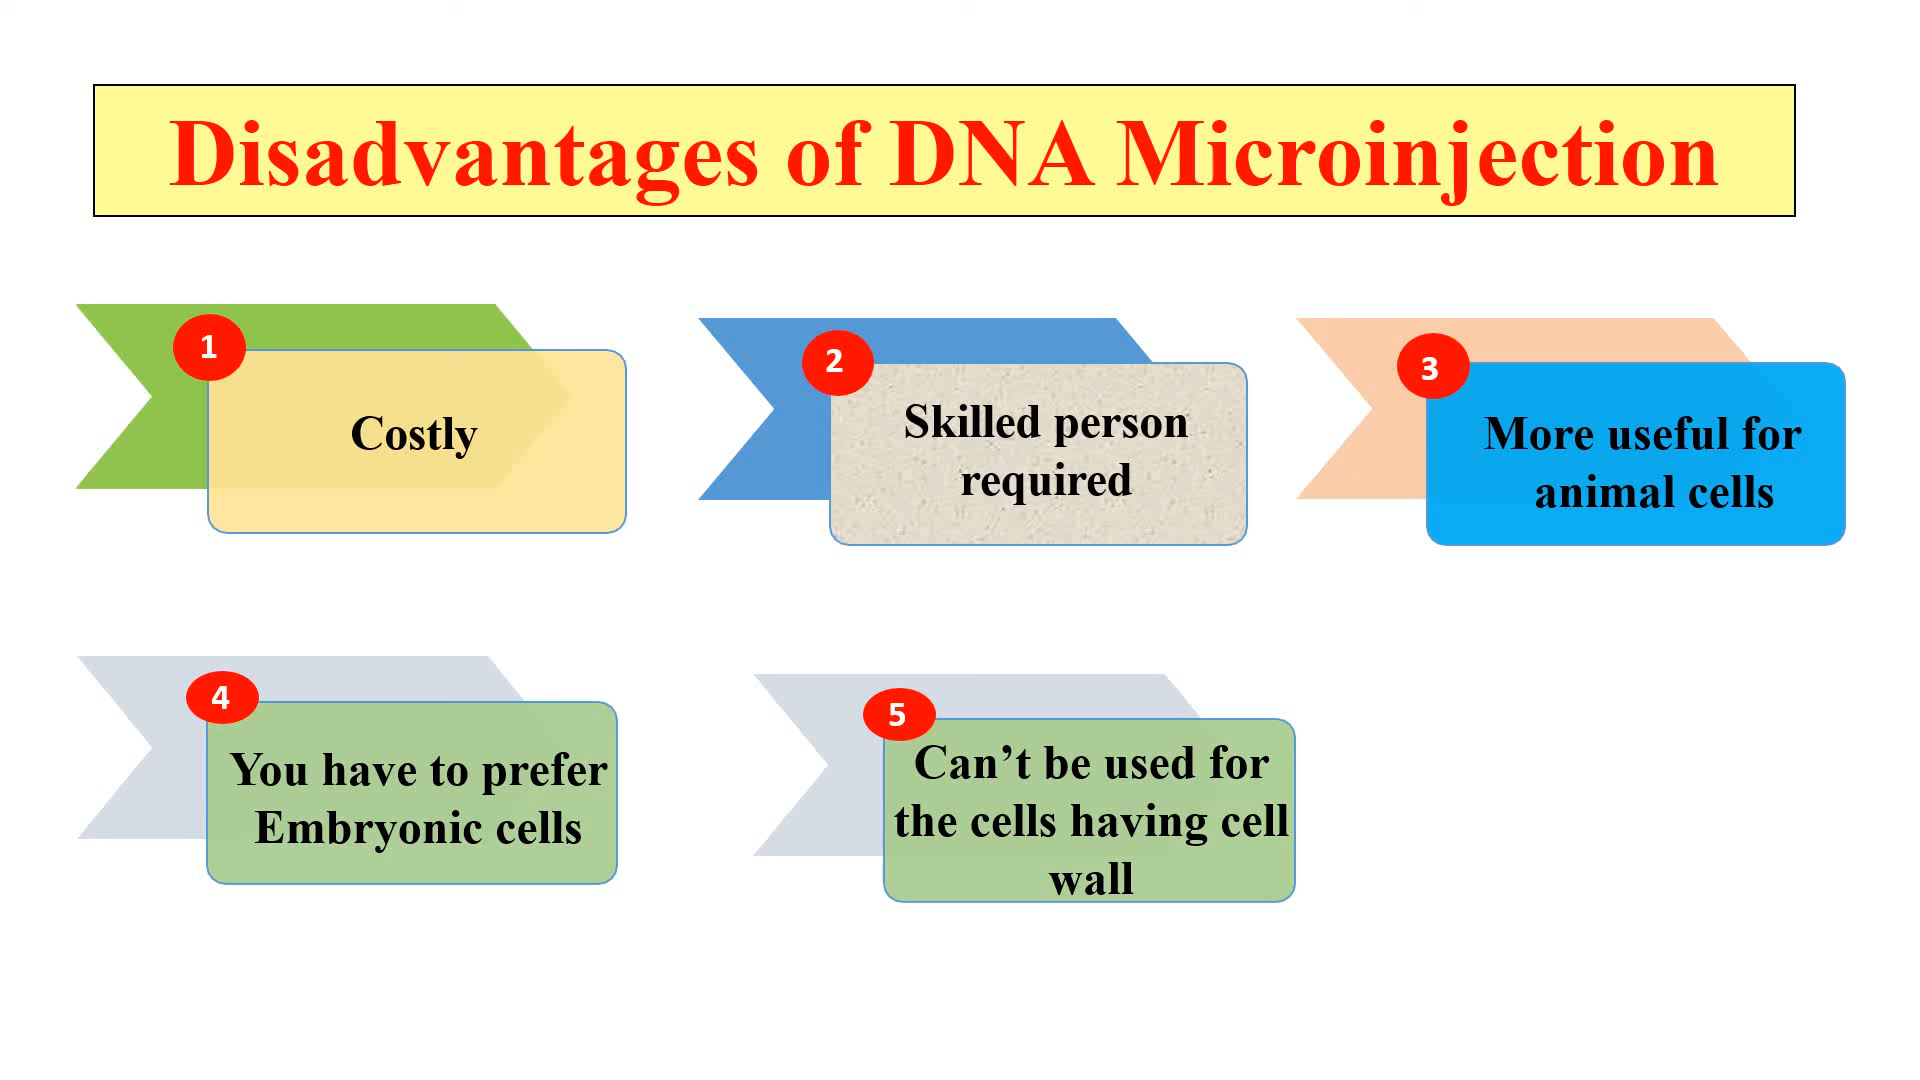 Disadvantages of DNA Microinjection
1
Costly
2
Skilled person
required
3
More useful for
animal cells
4
You have to prefer
Embryonic cells
5
Can’t be used for
the cells having cell
wall